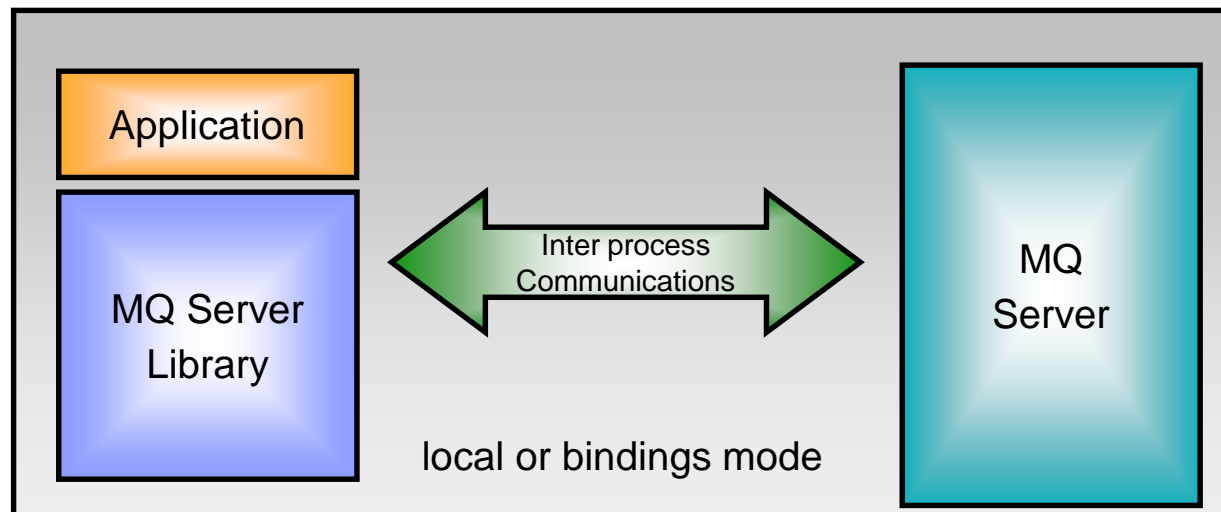 Application
MQ Server
Library
Inter process
Communications
MQ
Server
local or bindings mode